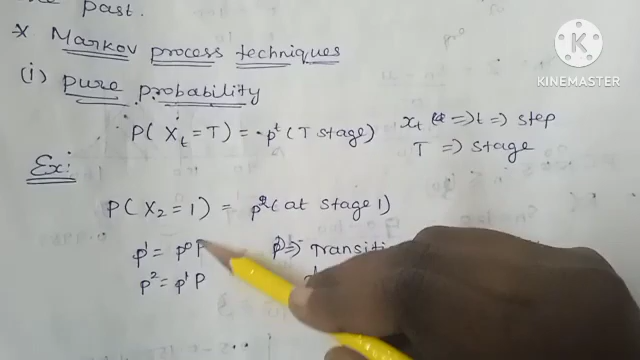 past.
* Markov process techniques
(i) pure probability
P(X_t = T) = p^t (T stage) x_t => t => step
T => stage
Ex:
P(X_2 = 1) = p^2 (at stage 1)
p^1 = p^0 P p =>
p^2 = p^1 P
K
KINEMASTER